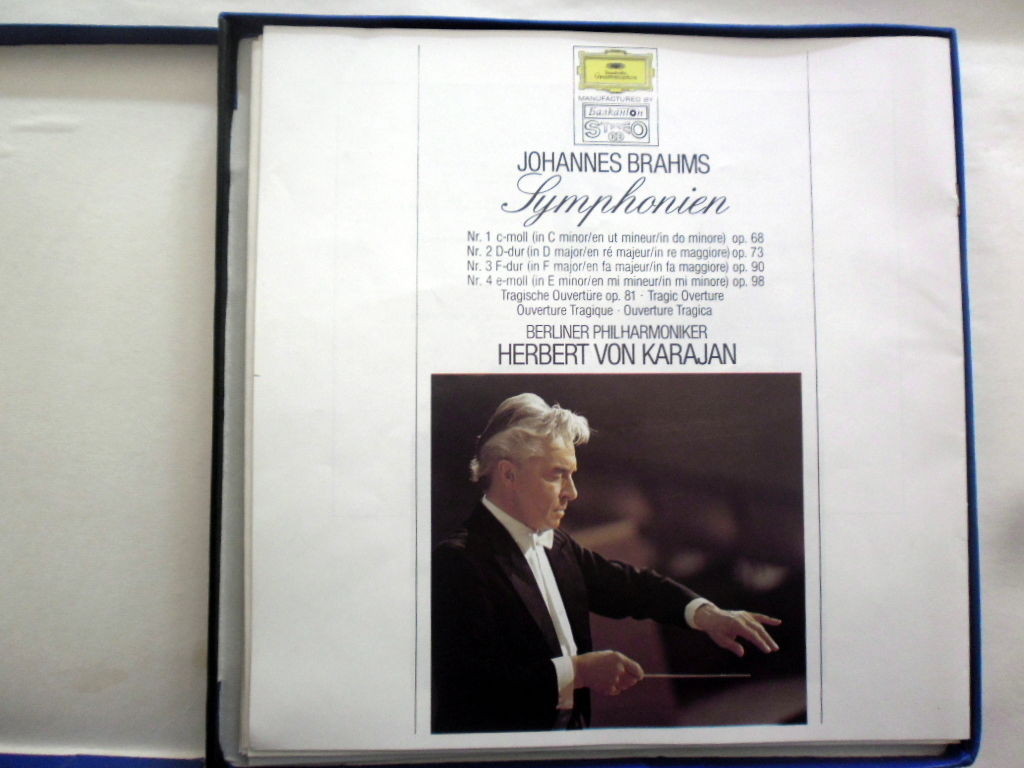 Deutsche
Grammophon
MANUFACTURED BY
Балкантон
STEREO
JOHANNES BRAHMS
Symphonien
Nr. 1 c-moll (in C minor/en ut mineur/in do minore) op. 68
Nr. 2 D-dur (in D major/en ré majeur/in re maggiore) op. 73
Nr. 3 F-dur (in F major/en fa majeur/in fa maggiore) op. 90
Nr. 4 e-moll (in E minor/en mi mineur/in mi minore) op. 98
Tragische Ouvertüre op. 81 · Tragic Overture
Ouverture Tragique · Ouverture Tragica
BERLINER PHILHARMONIKER
HERBERT VON KARAJAN